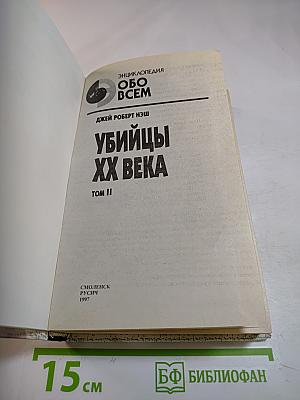 ЭНЦИКЛОПЕДИЯ
ОБО
ВСЕМ
ДЖЕЙ РОБЕРТ НЭШ
УБИЙЦЫ
XX ВЕКА
ТОМ II
СМОЛЕНСК
РУСИЧ
1997
15 см
БФ БИБЛИОФАН